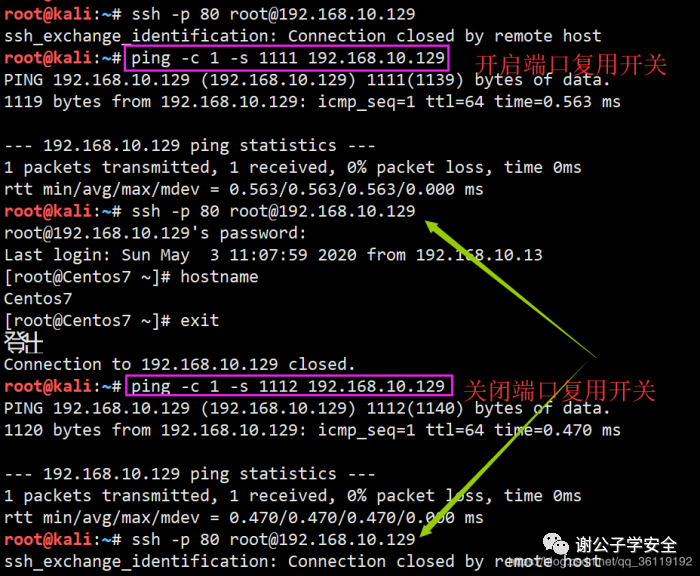 root@kali:~# ssh -p 80 root@192.168.10.129
ssh_exchange_identification: Connection closed by remote host
root@kali:~# ping -c 1 -s 1111 192.168.10.129 开启端口复用开关
PING 192.168.10.129 (192.168.10.129) 1111(1139) bytes of data.
1119 bytes from 192.168.10.129: icmp_seq=1 ttl=64 time=0.563 ms
--- 192.168.10.129 ping statistics ---
1 packets transmitted, 1 received, 0% packet loss, time 0ms
rtt min/avg/max/mdev = 0.563/0.563/0.563/0.000 ms
root@kali:~# ssh -p 80 root@192.168.10.129
root@192.168.10.129's password:
Last login: Sun May  3 11:07:59 2020 from 192.168.10.13
[root@Centos7 ~]# hostname
Centos7
[root@Centos7 ~]# exit
Connection to 192.168.10.129 closed.
root@kali:~# ping -c 1 -s 1112 192.168.10.129 关闭端口复用开关
PING 192.168.10.129 (192.168.10.129) 1112(1140) bytes of data.
1120 bytes from 192.168.10.129: icmp_seq=1 ttl=64 time=0.470 ms
--- 192.168.10.129 ping statistics ---
1 packets transmitted, 1 received, 0% packet loss, time 0ms
rtt min/avg/max/mdev = 0.470/0.470/0.470/0.000 ms
root@kali:~# ssh -p 80 root@192.168.10.129
谢公子学安全
ssh_exchange_identification: Connection closed by remote host
https://blog.csdn.net/qq_36119192